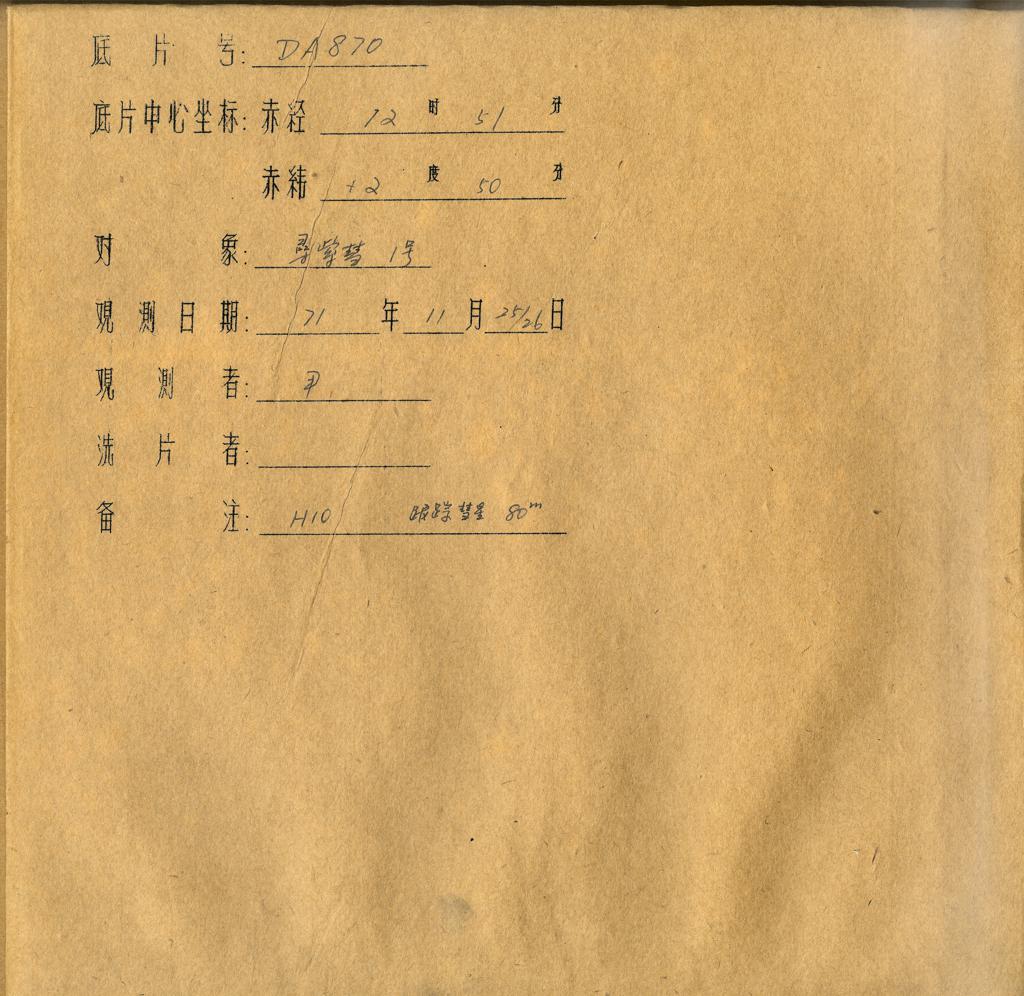 底片号: DA870
底片中心坐标: 赤经 12 时 51 分
赤纬 +2 度 50 分
对象: 紫彗 1号
观测日期: 71 年 11 月 25/26 日
观测者: 尹
洗片者:
备注: H10 跟踪彗星 80m